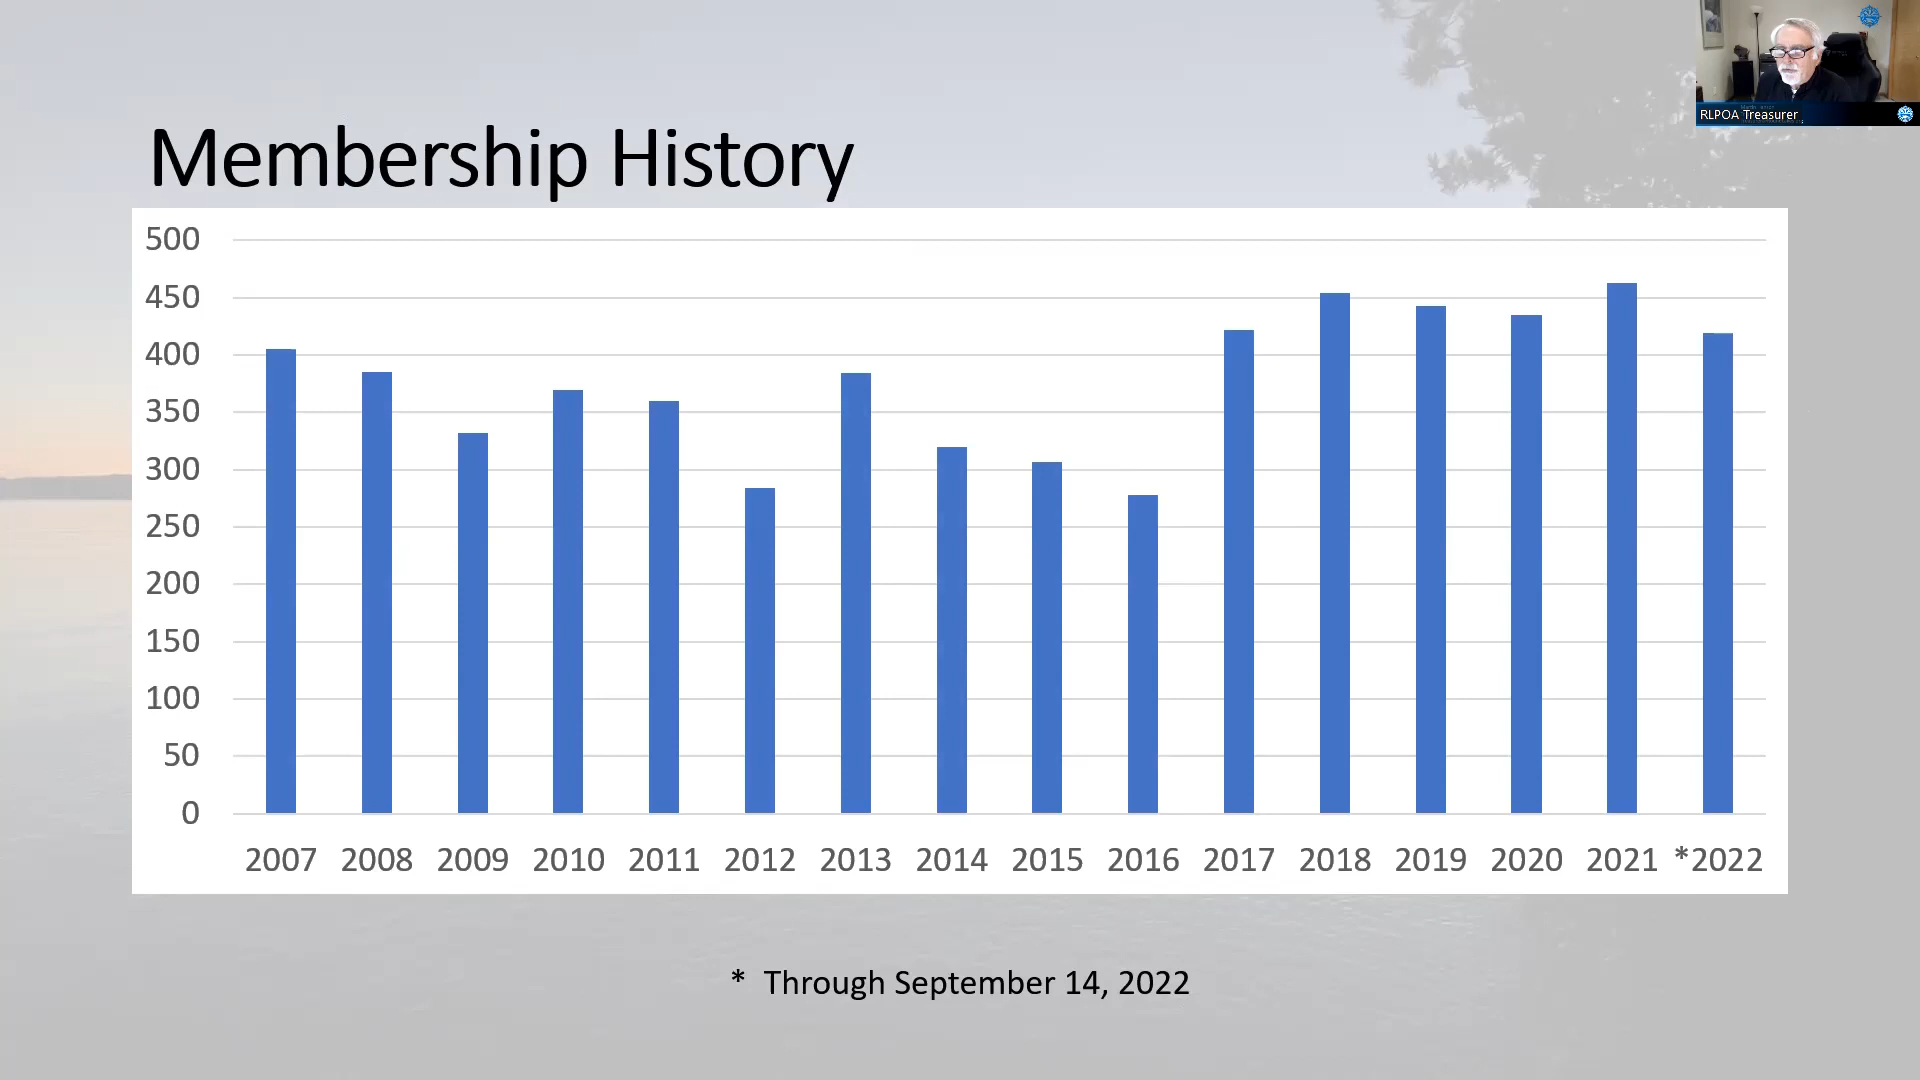 RLPOA Treasurer
Membership History
500
450
400
350
300
250
200
150
100
50
0
2007 2008 2009 2010 2011 2012 2013 2014 2015 2016 2017 2018 2019 2020 2021 *2022
* Through September 14, 2022